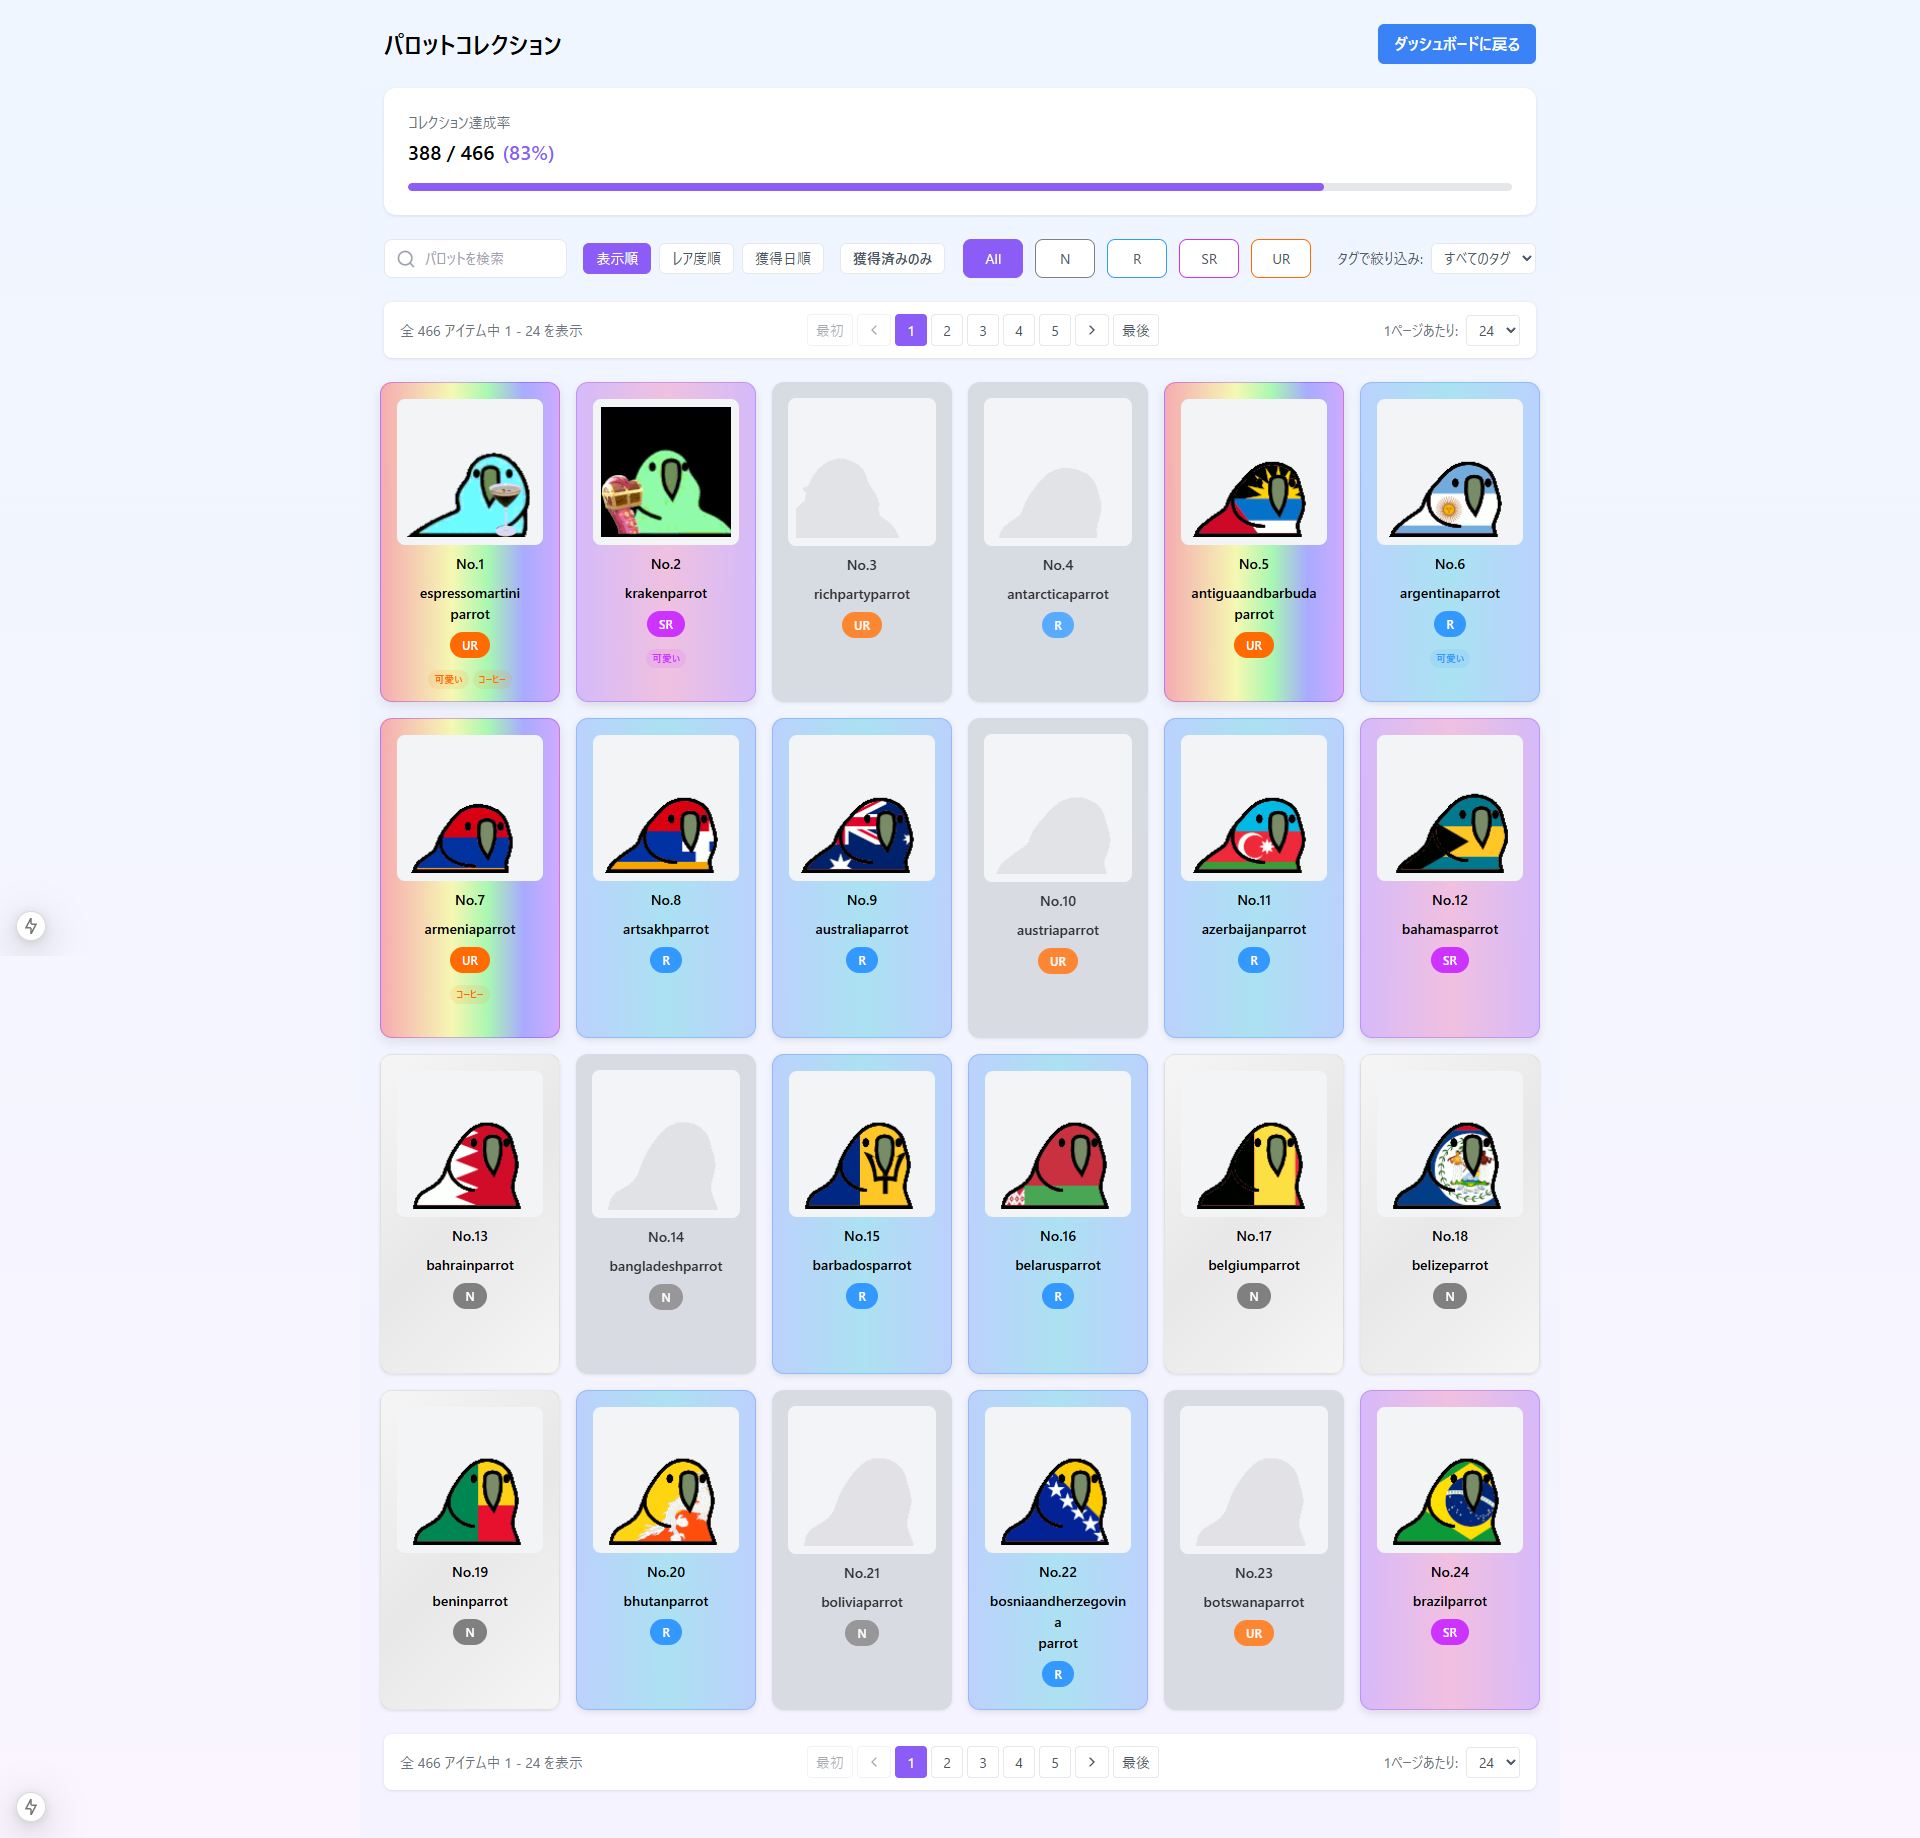 パロットコレクション
ダッシュボードに戻る
コレクション達成率
388 / 466 (83%)
パロットを検索
表示順
レア度順
獲得日順
獲得済みのみ
All
N
R
SR
UR
タグで絞り込み:
すべてのタグ
全 466 アイテム中 1 - 24 を表示
最初
1
2
3
4
5
最後
1ページあたり:
24
No.1
espressomartini
parrot
UR
可愛い コーヒー
No.2
krakenparrot
SR
可愛い
No.3
richpartyparrot
UR
No.4
antarcticaparrot
R
No.5
antiguaandbarbuda
parrot
UR
No.6
argentinaparrot
R
可愛い
No.7
armeniaparrot
UR
コーヒー
No.8
artsakhparrot
R
No.9
australiaparrot
R
No.10
austriaparrot
UR
No.11
azerbaijanparrot
R
No.12
bahamasparrot
SR
No.13
bahrainparrot
N
No.14
bangladeshparrot
N
No.15
barbadosparrot
R
No.16
belarusparrot
R
No.17
belgiumparrot
N
No.18
belizeparrot
N
No.19
beninparrot
N
No.20
bhutanparrot
R
No.21
boliviaparrot
N
No.22
bosniaandherzegovin
a
parrot
R
No.23
botswanaparrot
UR
No.24
brazilparrot
SR
全 466 アイテム中 1 - 24 を表示
最初
1
2
3
4
5
最後
1ページあたり:
24